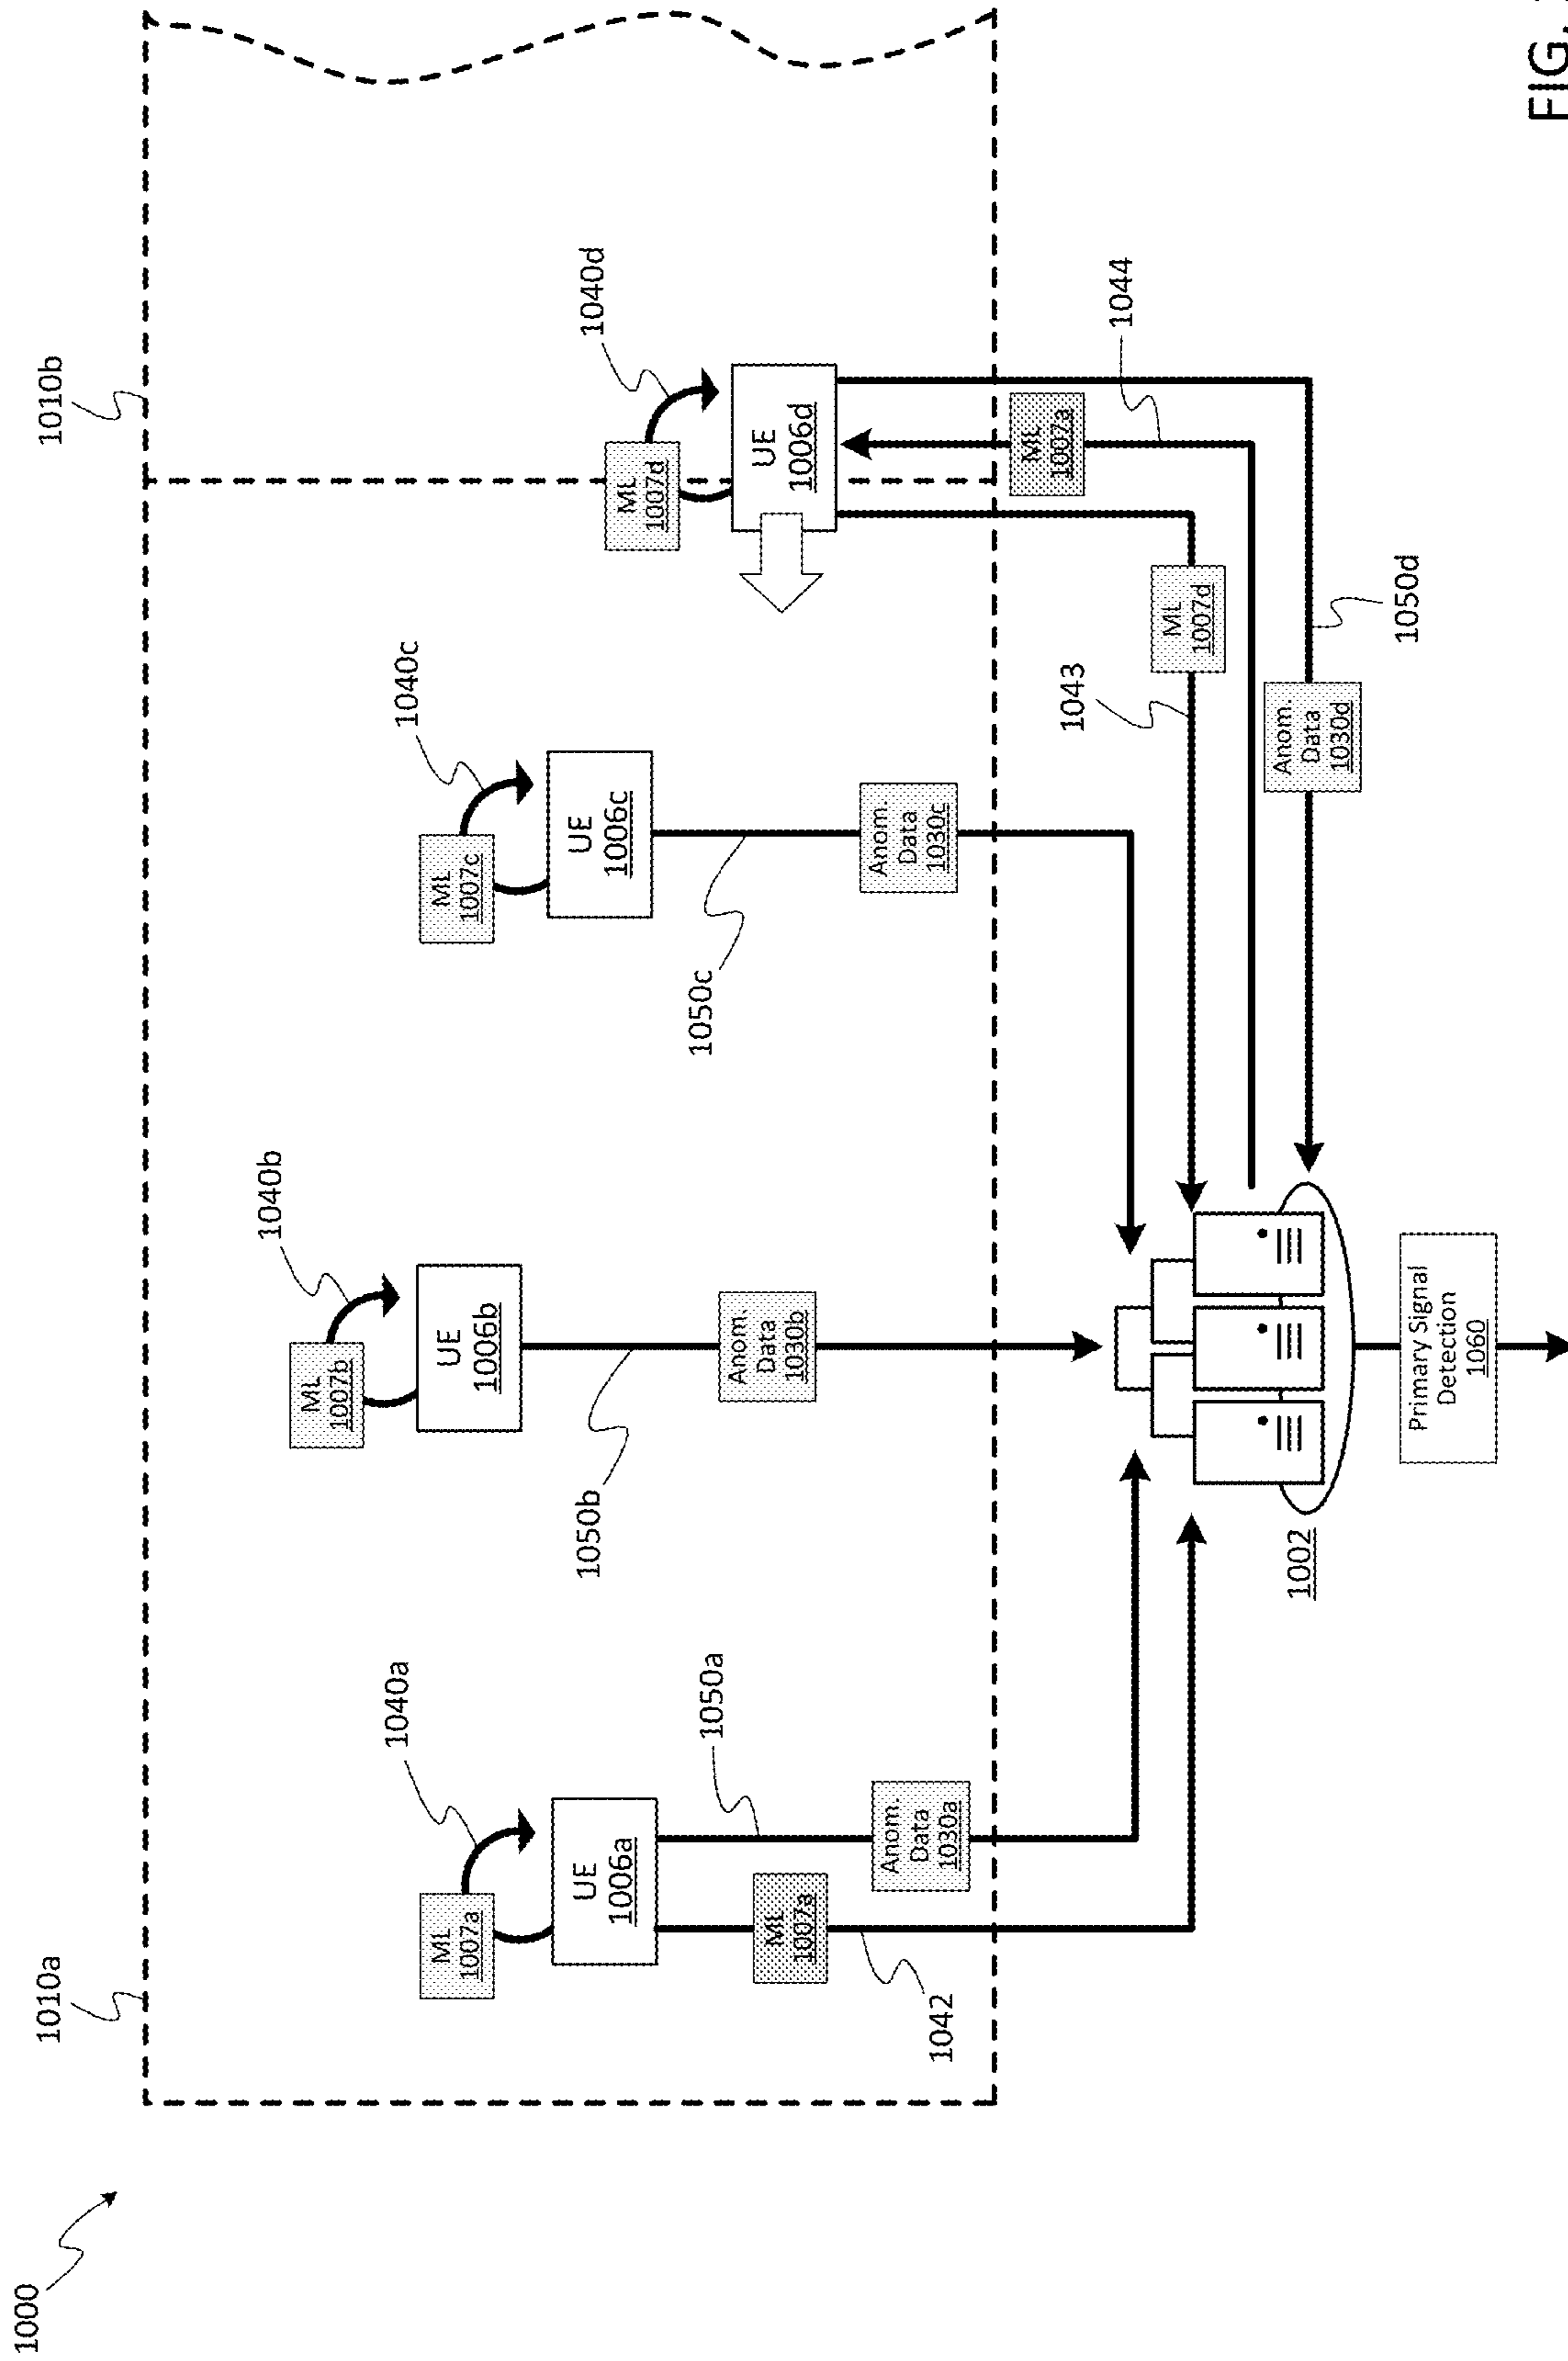 1000
1010a
1010b
1040a
1040b
1040c
1040d
ML
1007a
ML
1007b
ML
1007c
ML
1007d
UE
1006a
UE
1006b
UE
1006c
UE
1006d
ML
1007a
1042
1050a
Anom.
Data
1030a
1050b
Anom.
Data
1030b
1050c
Anom.
Data
1030c
ML
1007a
1044
1043
ML
1007d
Anom.
Data
1030d
1050d
1002
Primary Signal
Detection
1060
FIG.